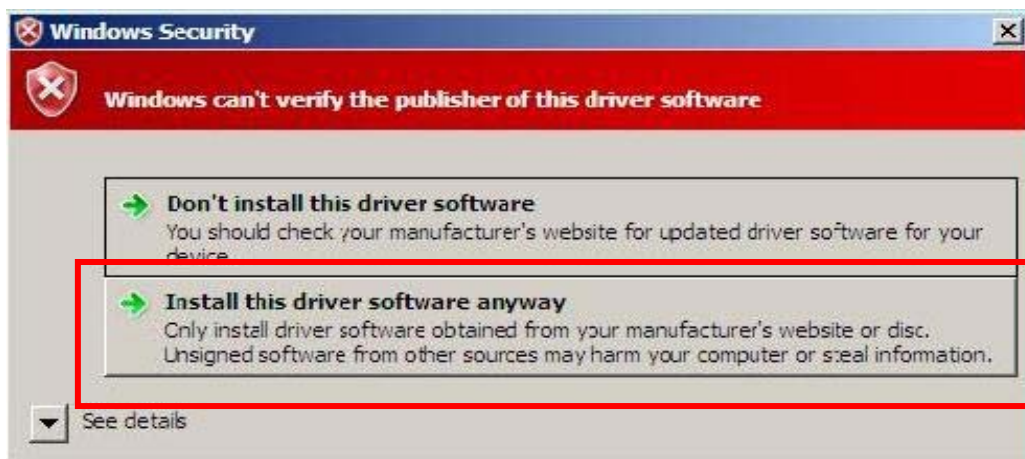 Windows Security
Windows can't verify the publisher of this driver software
Don't install this driver software
You should check your manufacturer's website for updated driver software for your
device.
Install this driver software anyway
Only install driver software obtained from your manufacturer's website or disc.
Unsigned software from other sources may harm your computer or steal information.
See details